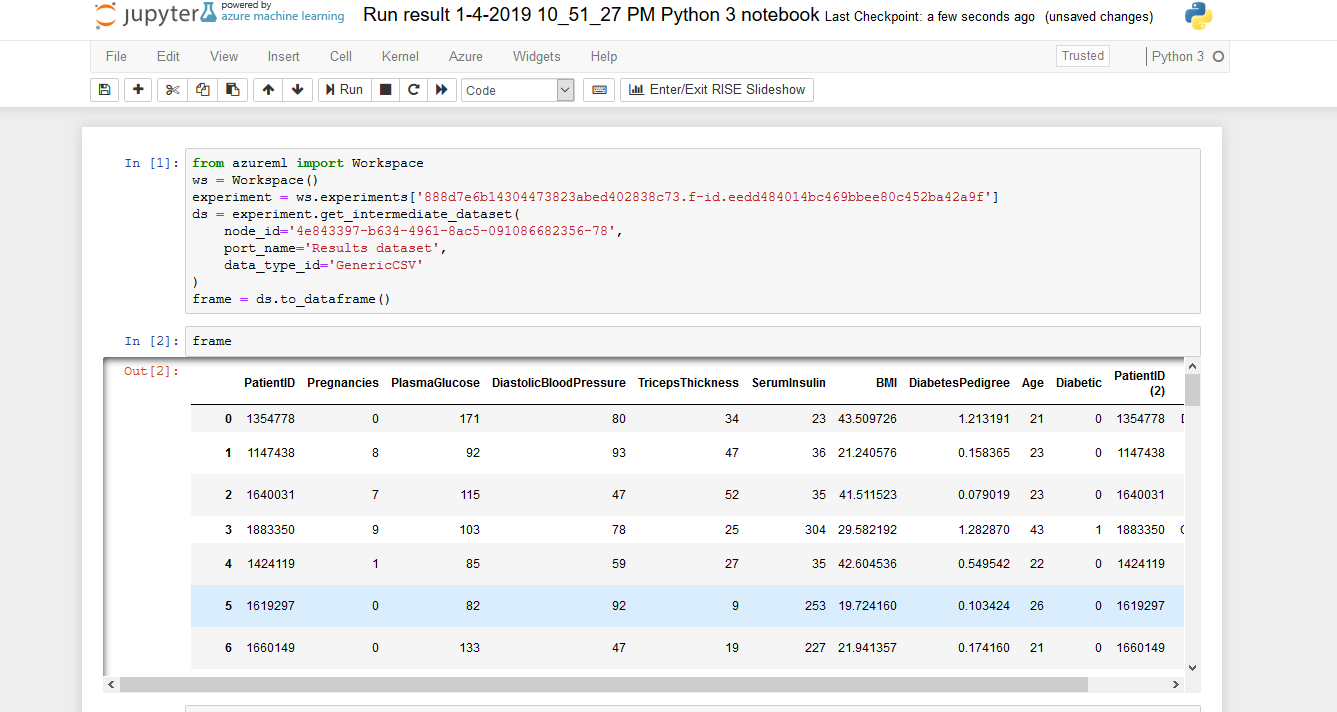 jupyter powered by azure machine learning Run result 1-4-2019 10_51_27 PM Python 3 notebook Last Checkpoint: a few seconds ago (unsaved changes)
File Edit View Insert Cell Kernel Azure Widgets Help Trusted Python 3
Run Code Enter/Exit RISE Slideshow
In [1]: from azureml import Workspace
ws = Workspace()
experiment = ws.experiments['888d7e6b14304473823abed402838c73.f-id.eedd484014bc469bbee80c452ba42a9f']
ds = experiment.get_intermediate_dataset(
    node_id='4e843397-b634-4961-8ac5-091086682356-78',
    port_name='Results dataset',
    data_type_id='GenericCSV'
)
frame = ds.to_dataframe()
In [2]: frame
Out[2]:
PatientID Pregnancies PlasmaGlucose DiastolicBloodPressure TricepsThickness SerumInsulin BMI DiabetesPedigree Age Diabetic PatientID (2)
0 1354778 0 171 80 34 23 43.509726 1.213191 21 0 1354778
1 1147438 8 92 93 47 36 21.240576 0.158365 23 0 1147438
2 1640031 7 115 47 52 35 41.511523 0.079019 23 0 1640031
3 1883350 9 103 78 25 304 29.582192 1.282870 43 1 1883350
4 1424119 1 85 59 27 35 42.604536 0.549542 22 0 1424119
5 1619297 0 82 92 9 253 19.724160 0.103424 26 0 1619297
6 1660149 0 133 47 19 227 21.941357 0.174160 21 0 1660149